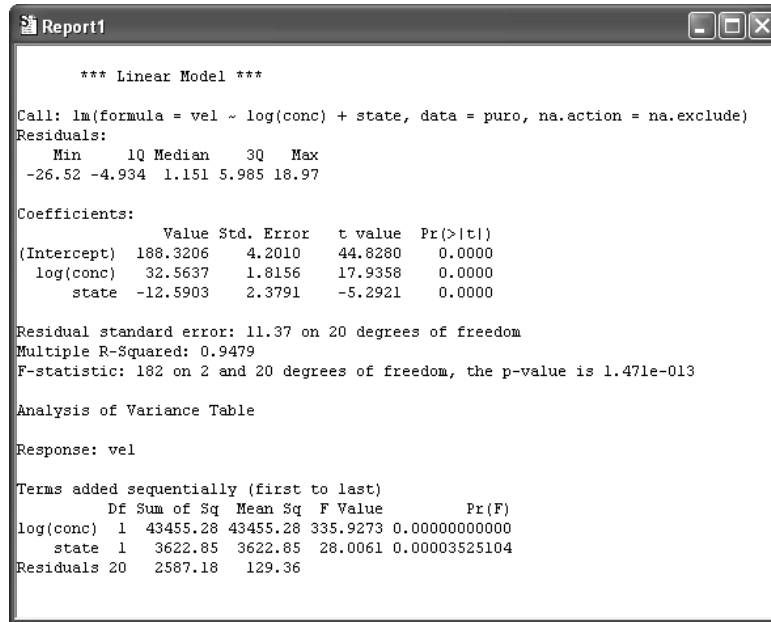 Report1
*** Linear Model ***
Call: lm(formula = vel ~ log(conc) + state, data = puro, na.action = na.exclude)
Residuals:
Min 1Q Median 3Q Max
-26.52 -4.934 1.151 5.985 18.97
Coefficients:
Value Std. Error t value Pr(>|t|)
(Intercept) 188.3206 4.2010 44.8280 0.0000
log(conc) 32.5637 1.8156 17.9358 0.0000
state -12.5903 2.3791 -5.2921 0.0000
Residual standard error: 11.37 on 20 degrees of freedom
Multiple R-Squared: 0.9479
F-statistic: 182 on 2 and 20 degrees of freedom, the p-value is 1.471e-013
Analysis of Variance Table
Response: vel
Terms added sequentially (first to last)
Df Sum of Sq Mean Sq F Value Pr(F)
log(conc) 1 43455.28 43455.28 335.9273 0.00000000000
state 1 3622.85 3622.85 28.0061 0.00003525104
Residuals 20 2587.18 129.36